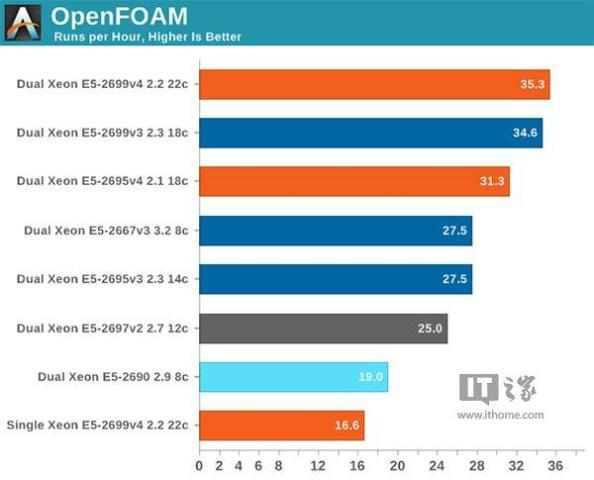 OpenFOAM
Runs per Hour, Higher Is Better
Dual Xeon E5-2699v4 2.2 22c 35.3
Dual Xeon E5-2699v3 2.3 18c 34.6
Dual Xeon E5-2695v4 2.1 18c 31.3
Dual Xeon E5-2667v3 3.2 8c 27.5
Dual Xeon E5-2695v3 2.3 14c 27.5
Dual Xeon E5-2697v2 2.7 12c 25.0
Dual Xeon E5-2690 2.9 8c 19.0
Single Xeon E5-2699v4 2.2 22c 16.6
IT之家
www.ithome.com
0 2 4 6 8 12 16 20 24 28 32 36